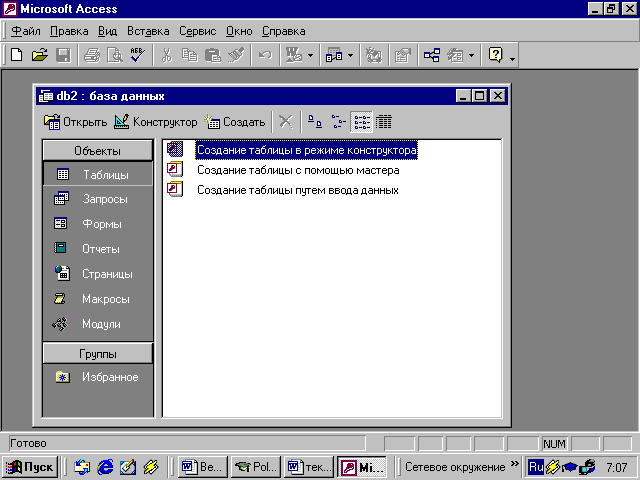 Microsoft Access
Файл Правка Вид Вставка Сервис Окно Справка
db2 : база данных
Открыть Конструктор Создать
Объекты
Таблицы
Запросы
Формы
Отчеты
Страницы
Макросы
Модули
Группы
Избранное
Создание таблицы в режиме конструктора
Создание таблицы с помощью мастера
Создание таблицы путем ввода данных
Готово
NUM
Пуск
Be...
Pol...
тек...
Mi...
Сетевое окружение »
Ru
7:07